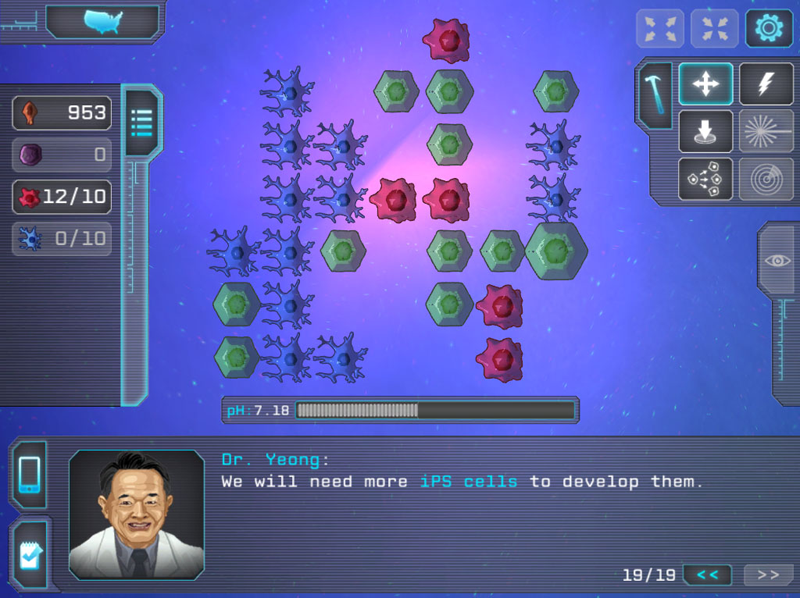 953
0
12/10
0/10
pH:7.18
Dr. Yeong:
We will need more iPS cells to develop them.
19/19 << >>